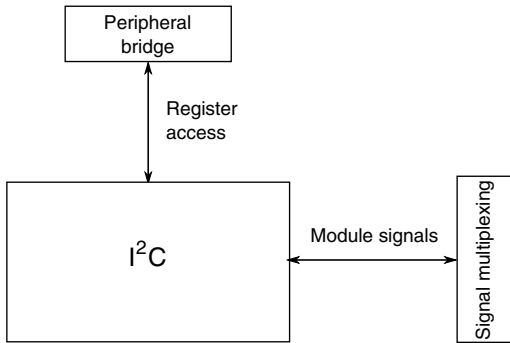 Peripheral
bridge
Register
access
I²C
Module signals
Signal multiplexing